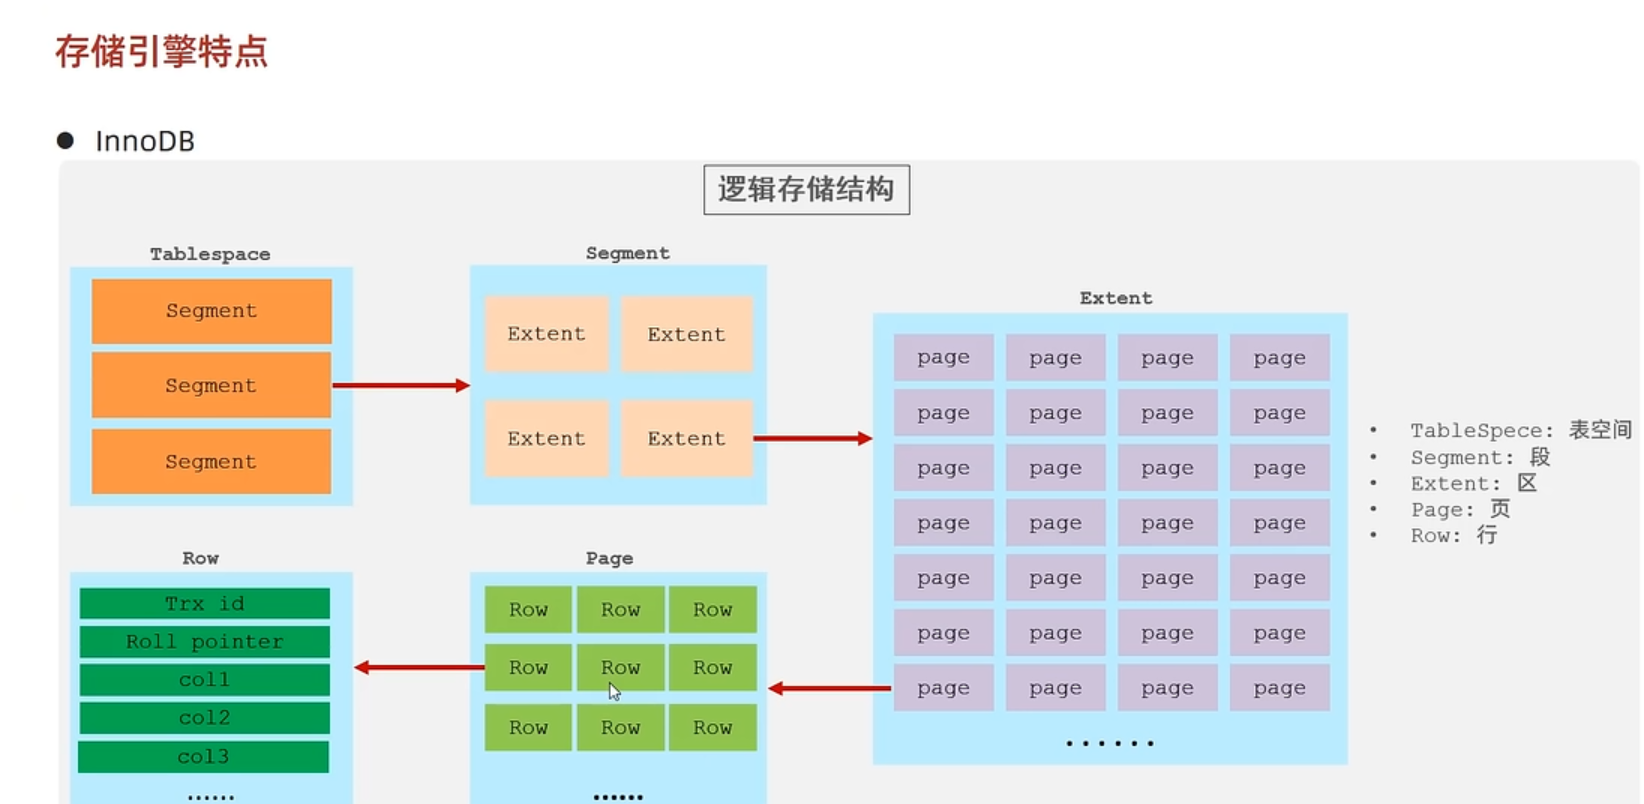 存储引擎特点
● InnoDB
逻辑存储结构
Tablespace
Segment
Segment
Segment
Segment
Extent Extent
Extent Extent
Extent
page page page page
page page page page
page page page page
page page page page
page page page page
page page page page
page page page page
......
• TableSpece: 表空间
• Segment: 段
• Extent: 区
• Page: 页
• Row: 行
Row
Trx id
Roll pointer
col1
col2
col3
......
Page
Row Row Row
Row Row Row
Row Row Row
......